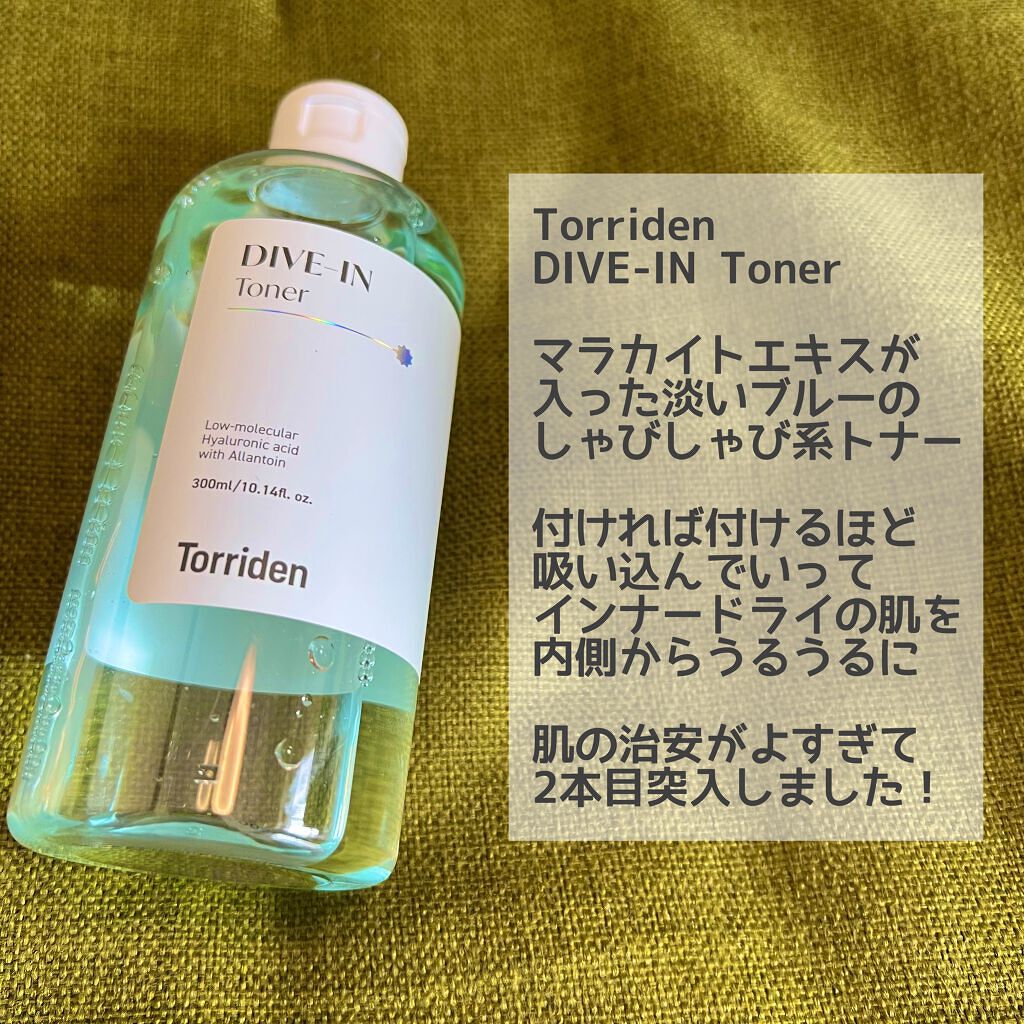 DIVE-IN
Toner
Low-molecular
Hyaluronic acid
with Allantoin
300ml/10.14fl. oz.
Torriden
Torriden
DIVE-IN Toner
マラカイトエキスが
入った淡いブルーの
しゃびしゃび系トナー
付ければ付けるほど
吸い込んでいって
インナードライの肌を
内側からうるうるに
肌の治安がよすぎて
2本目突入しました！